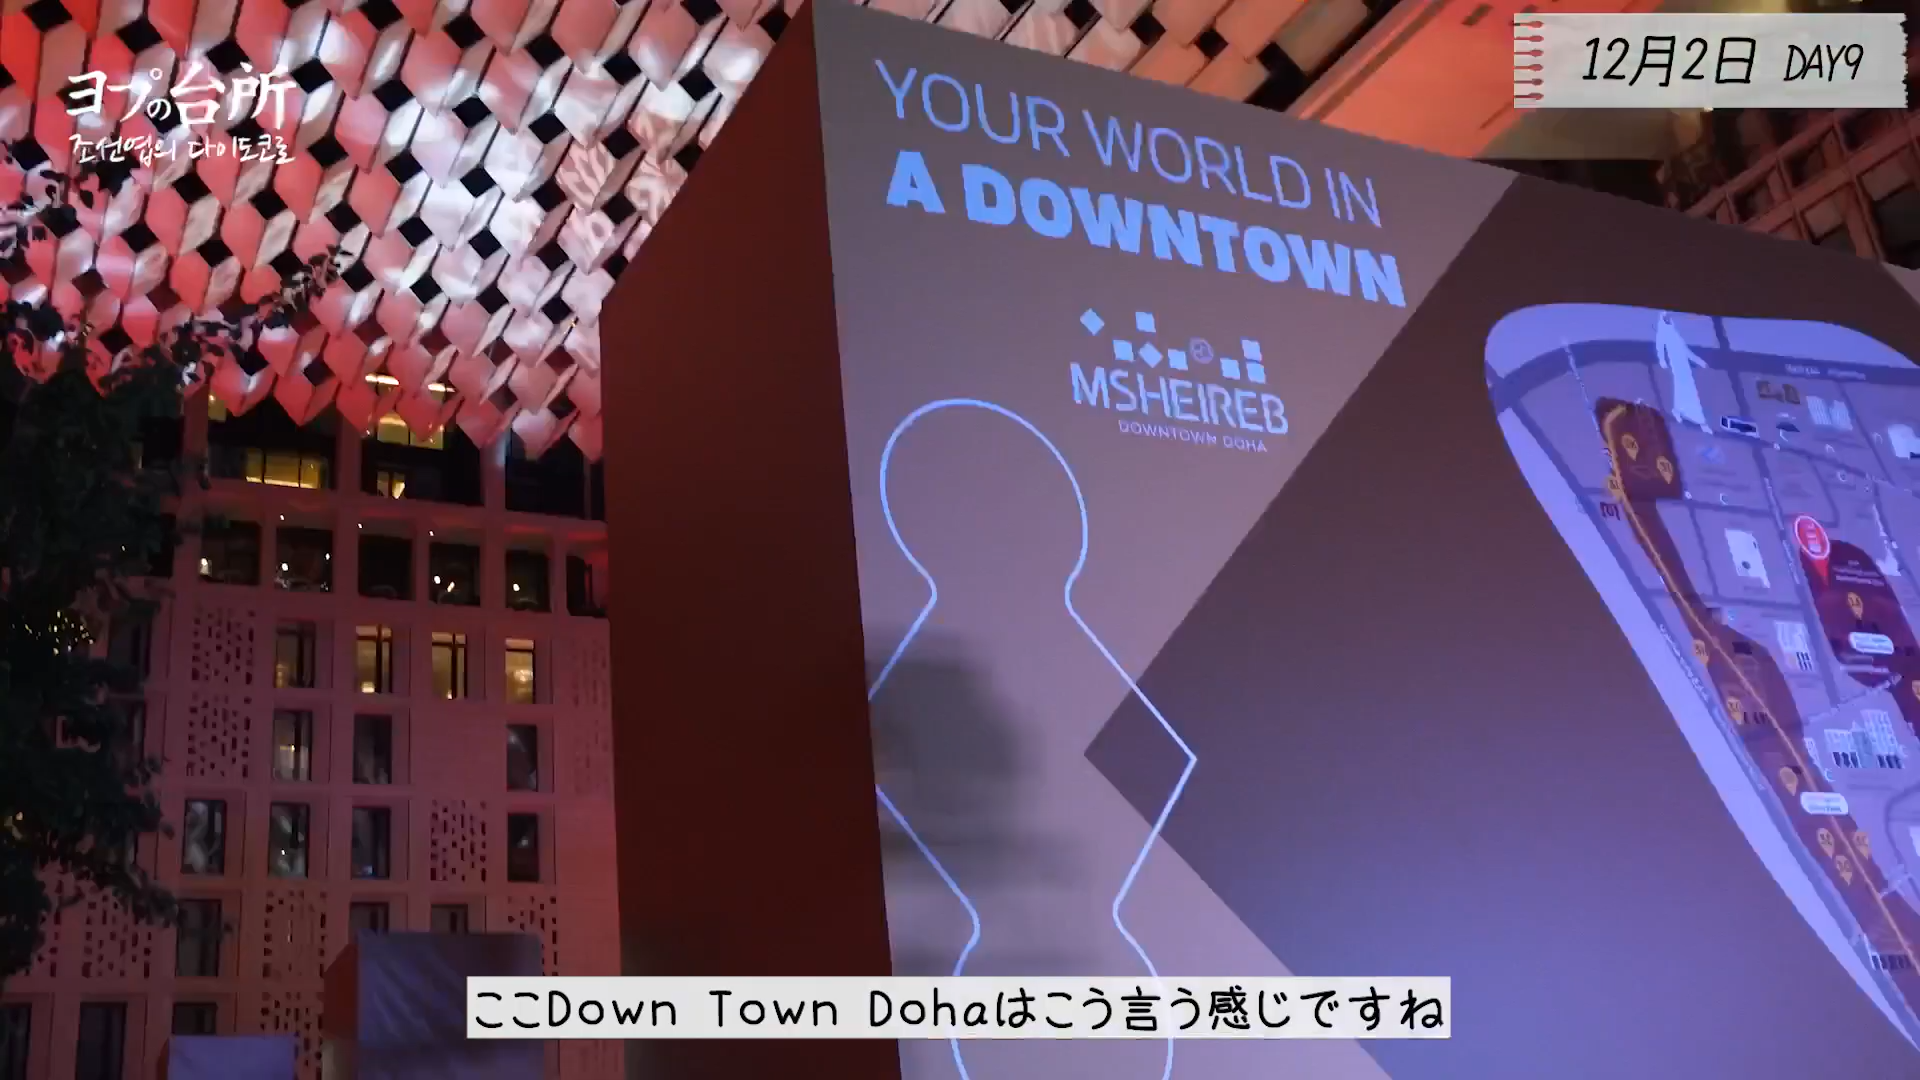 ヨプの台所
조선엽의 다이도코로
12月2日 DAY9
YOUR WORLD IN
A DOWNTOWN
MSHEIREB
DOWNTOWN DOHA
ここDown Town Dohaはこう言う感じですね